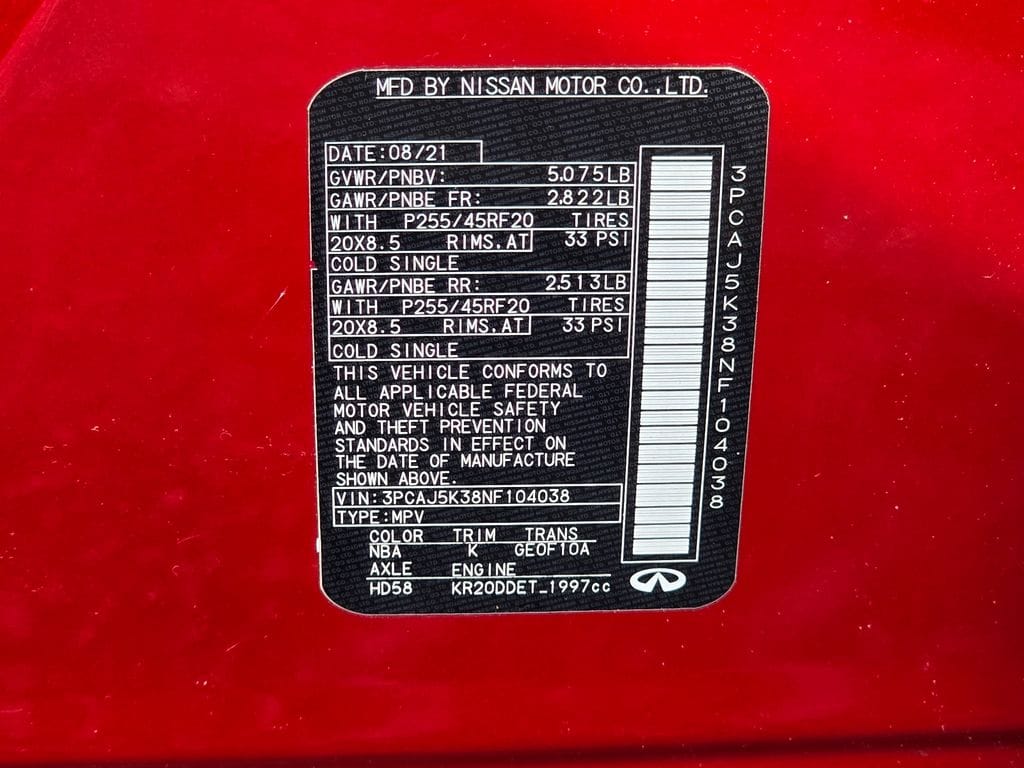 MFD BY NISSAN MOTOR CO.,LTD.
DATE:08/21
GVWR/PNBV: 5.075LB
GAWR/PNBE FR: 2.822LB
WITH P255/45RF20 TIRES
20X8.5 RIMS.AT 33 PSI
COLD SINGLE
GAWR/PNBE RR: 2.513LB
WITH P255/45RF20 TIRES
20X8.5 RIMS.AT 33 PSI
COLD SINGLE
THIS VEHICLE CONFORMS TO
ALL APPLICABLE FEDERAL
MOTOR VEHICLE SAFETY
AND THEFT PREVENTION
STANDARDS IN EFFECT ON
THE DATE OF MANUFACTURE
SHOWN ABOVE.
VIN:3PCAJ5K38NF104038
TYPE:MPV
COLOR TRIM TRANS
NBA K GE0F10A
AXLE ENGINE
HD58 KR20DDET_1997cc
3PCAJ5K38NF104038